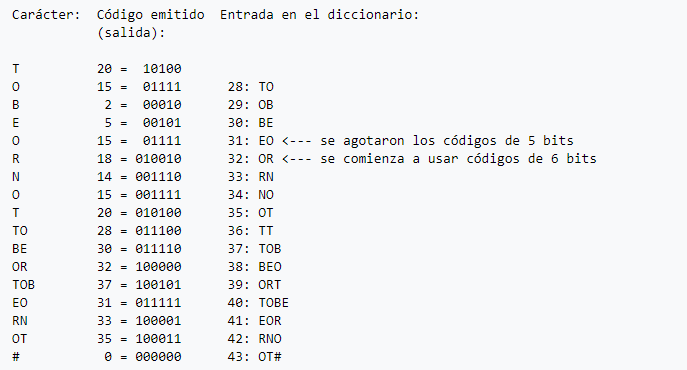 Carácter:  Código emitido  Entrada en el diccionario:
           (salida):
T          20 =  10100
O          15 =  01111      28: TO
B           2 =  00010      29: OB
E           5 =  00101      30: BE
O          15 =  01111      31: EO <--- se agotaron los códigos de 5 bits
R          18 = 010010      32: OR <--- se comienza a usar códigos de 6 bits
N          14 = 001110      33: RN
O          15 = 001111      34: NO
T          20 = 010100      35: OT
TO         28 = 011100      36: TT
BE         30 = 011110      37: TOB
OR         32 = 100000      38: BEO
TOB        37 = 100101      39: ORT
EO         31 = 011111      40: TOBE
RN         33 = 100001      41: EOR
OT         35 = 100011      42: RNO
#           0 = 000000      43: OT#